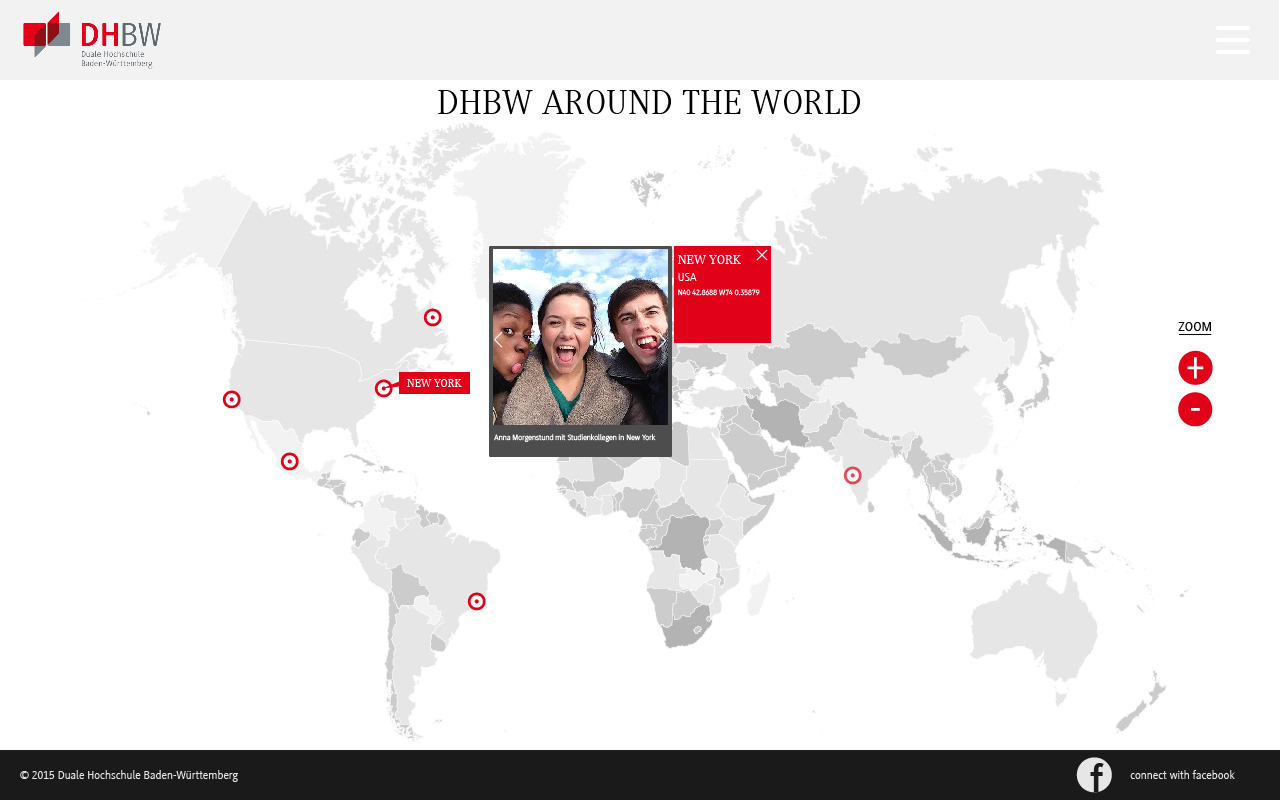 DHBW
Duale Hochschule
Baden-Württemberg
DHBW AROUND THE WORLD
NEW YORK
USA
N40 42.8688 W74 0.35879
ZOOM
+
-
NEW YORK
Anna Morgenstund mit Studienkollegen in New York
© 2015 Duale Hochschule Baden-Württemberg
f
connect with facebook